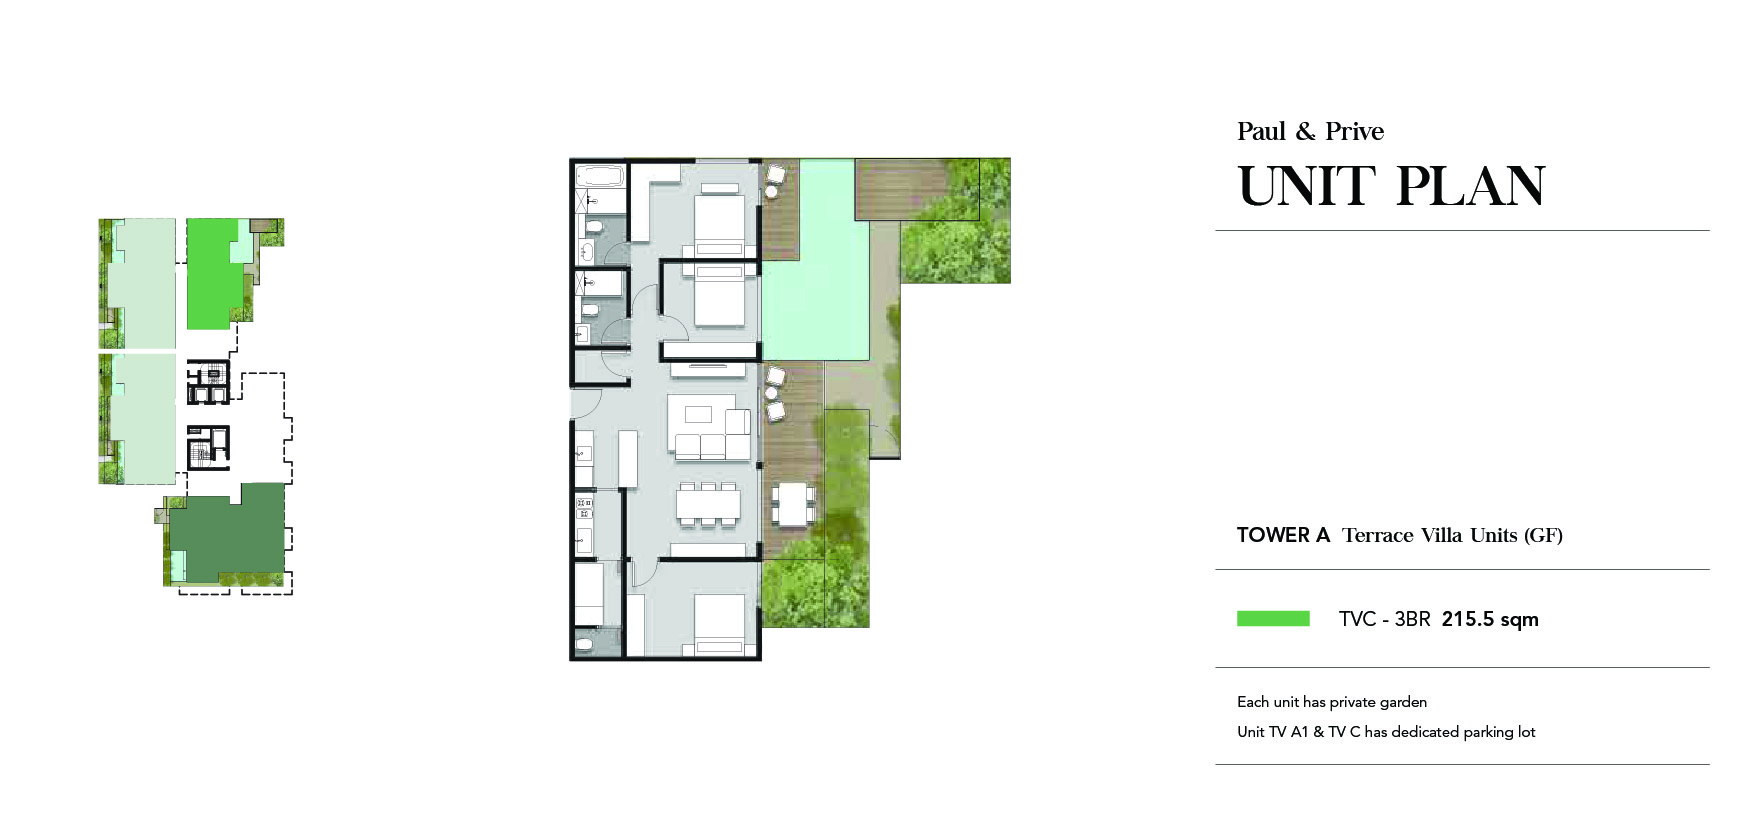 Paul & Prive
UNIT PLAN
TOWER A Terrace Villa Units (GF)
TVC - 3BR 215.5 sqm
Each unit has private garden
Unit TV A1 & TV C has dedicated parking lot